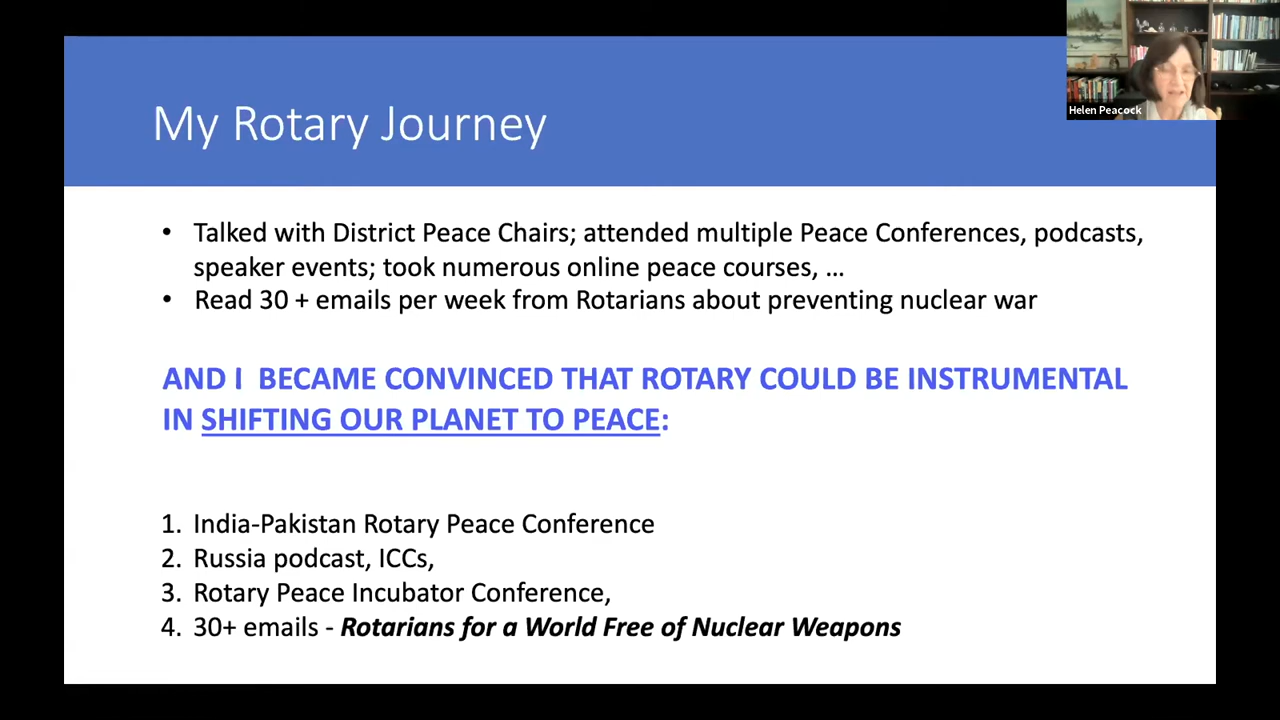 My Rotary Journey
Helen Peacock
• Talked with District Peace Chairs; attended multiple Peace Conferences, podcasts,
speaker events; took numerous online peace courses, ...
• Read 30 + emails per week from Rotarians about preventing nuclear war
AND I BECAME CONVINCED THAT ROTARY COULD BE INSTRUMENTAL
IN SHIFTING OUR PLANET TO PEACE:
1. India-Pakistan Rotary Peace Conference
2. Russia podcast, ICCs,
3. Rotary Peace Incubator Conference,
4. 30+ emails - Rotarians for a World Free of Nuclear Weapons